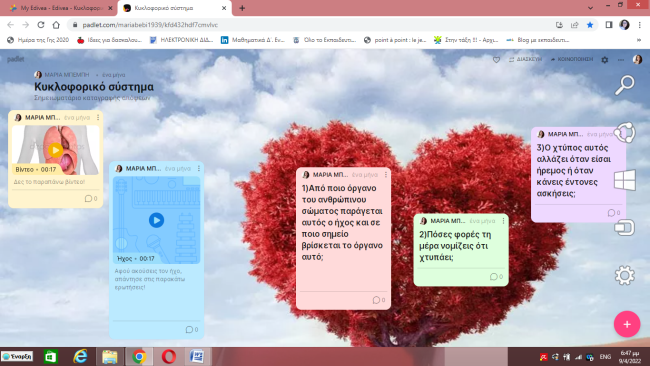 My Edivea - Edivea - Κυκλοφορ
Κυκλοφορικό σύστημα
padlet.com/mariabebi1939/kfd432hdf7cmvlvc
Ημέρα της Γης 2020
Ιδεες για δασκαλου...
ΗΛΕΚΤΡΟΝΙΚΗ ΔΙΔ...
Μαθηματικά Δ΄. Εν...
Όλο το Εκπαιδευτι...
point à point : le je...
Στην τάξη !!! - Αρχι...
Blog με εκπαιδευτι...
padlet
ΔΙΑΣΚΕΥΗ
ΚΟΙΝΟΠΟΙΗΣΗ
ΜΑΡΙΑ ΜΠΕΜΠΗ • ένα μήνα
Κυκλοφορικό σύστημα
Σημειωματάριο καταγραφής απόψεων
ΜΑΡΙΑ ΜΠ... ένα μήνα
Βίντεο • 00:17
Δες το παραπάνω βίντεο!
0
ΜΑΡΙΑ ΜΠ... ένα μήνα
Ήχος • 00:17
Αφού ακούσεις τον ήχο,
απάντησε στις παρακάτω
ερωτήσεις!
0
ΜΑΡΙΑ ΜΠ... ένα μήνα
1)Από ποιο όργανο
του ανθρώπινου
σώματος παράγεται
αυτός ο ήχος και σε
ποιο σημείο
βρίσκεται το όργανο
αυτό;
0
ΜΑΡΙΑ ΜΠ... ένα μήνα
2)Πόσες φορές τη
μέρα νομίζεις ότι
χτυπάει;
0
ΜΑΡΙΑ ΜΠ... ένα μήνα
3)Ο χτύπος αυτός
αλλάζει όταν είσαι
ήρεμος ή όταν
κάνεις έντονες
ασκήσεις;
0
Έναρξη
ENG
6:47 μμ
9/4/2022